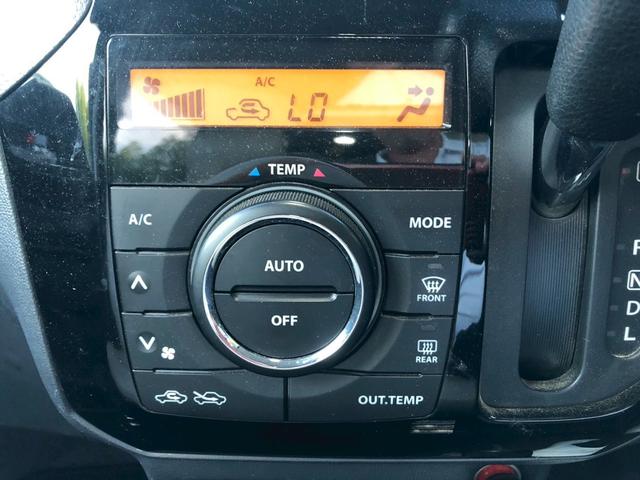 A/C
LO
TEMP
A/C
MODE
AUTO
OFF
FRONT
REAR
OUT.TEMP
N
D
L